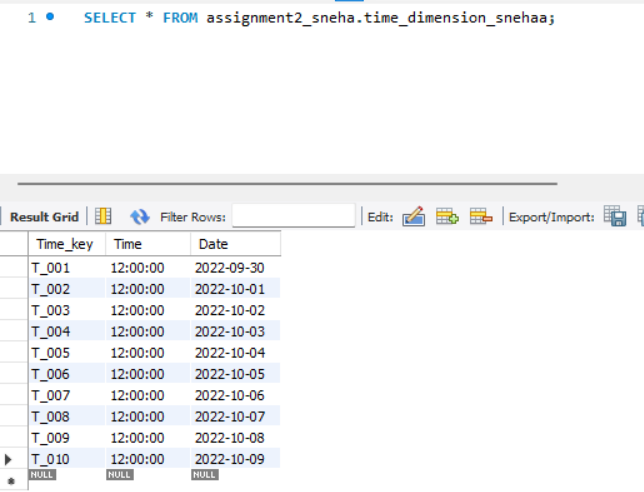 1 SELECT * FROM assignment2_sneha.time_dimension_snehaa;
Result Grid Filter Rows: Edit: Export/Import:
Time_key Time Date
T_001 12:00:00 2022-09-30
T_002 12:00:00 2022-10-01
T_003 12:00:00 2022-10-02
T_004 12:00:00 2022-10-03
T_005 12:00:00 2022-10-04
T_006 12:00:00 2022-10-05
T_007 12:00:00 2022-10-06
T_008 12:00:00 2022-10-07
T_009 12:00:00 2022-10-08
T_010 12:00:00 2022-10-09
NULL NULL NULL